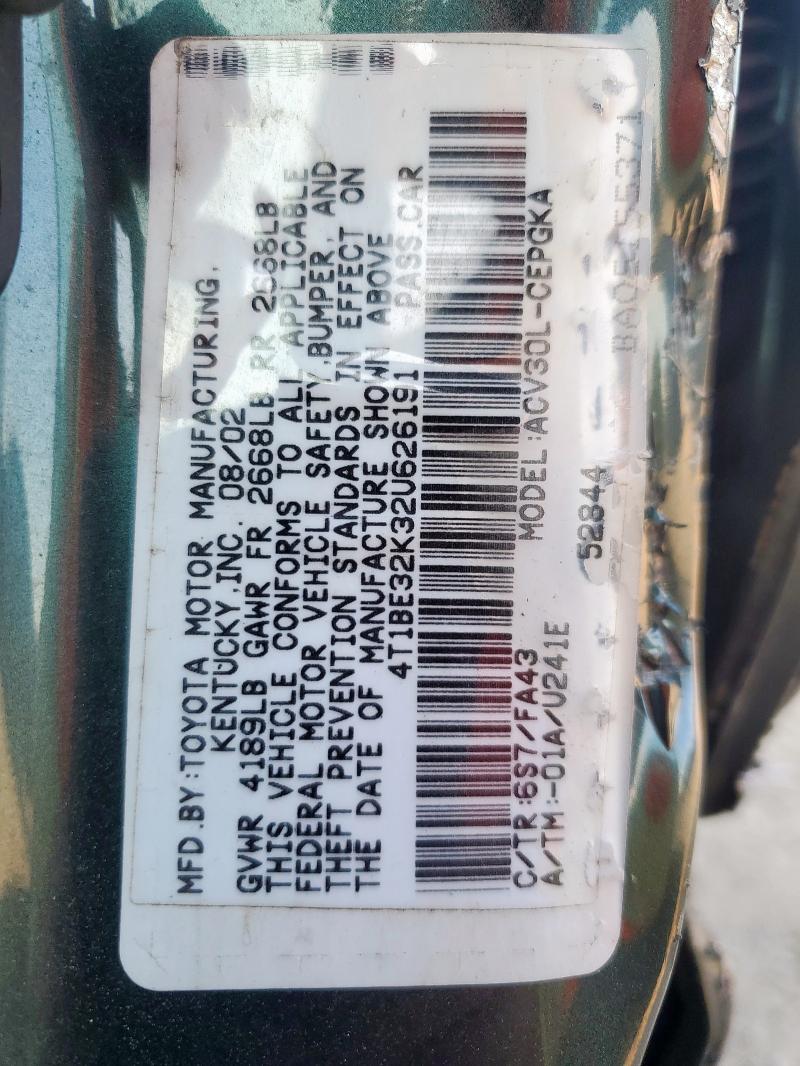 MFD.BY:TOYOTA MOTOR MANUFACTURING,
KENTUCKY,INC. 08/02
GVWR 4189LB GAWR FR 2668LB RR 2668LB
THIS VEHICLE CONFORMS TO ALL APPLICABLE
FEDERAL MOTOR VEHICLE SAFETY,BUMPER, AND
THEFT PREVENTION STANDARDS IN EFFECT ON
THE DATE OF MANUFACTURE SHOWN ABOVE
4T1BE32K32U626191 PASS.CAR
C/TR:6S7/FA43 MODEL:ACV30L-CEPGKA
A/TM:-01A/U241E
52844